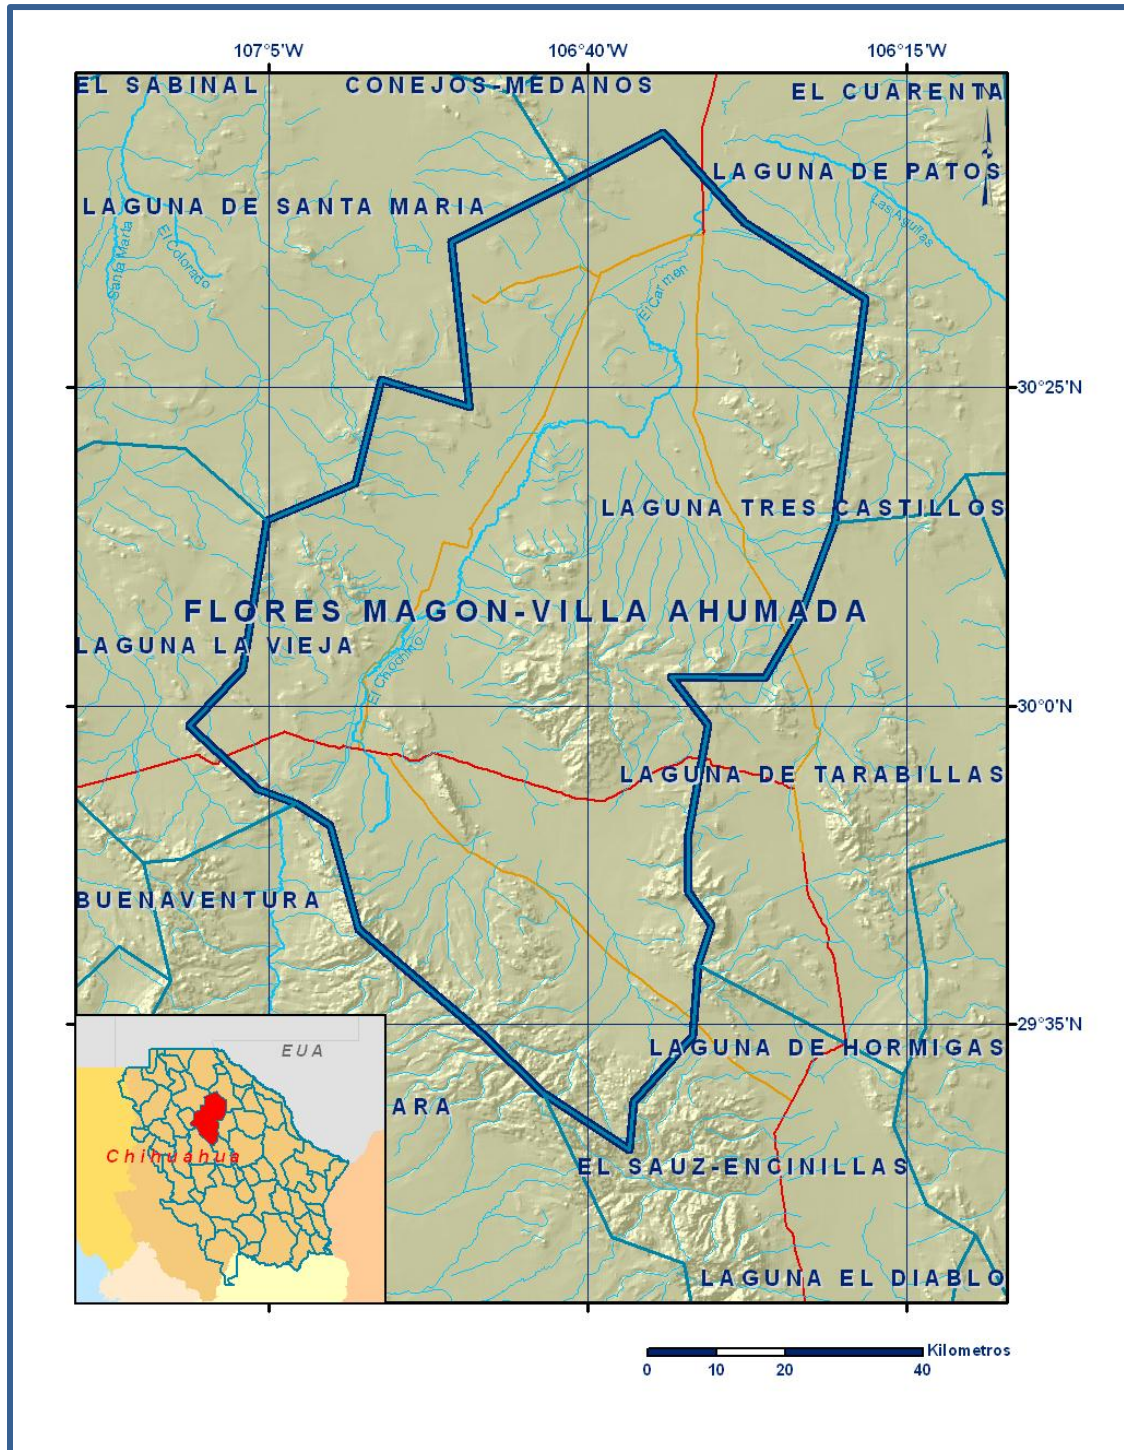 107°5'W 106°40'W 106°15'W
EL SABINAL CONEJOS-MEDANOS EL CUARENTA
N
LAGUNA DE PATOS
LAGUNA DE SANTA MARIA
Las Aguitas
Santa María
El Colorado
El Carmen
30°25'N
LAGUNA TRES CASTILLOS
FLORES MAGON-VILLA AHUMADA
LAGUNA LA VIEJA
El Chochino
30°0'N
LAGUNA DE TARABILLAS
BUENAVENTURA
29°35'N
LAGUNA DE HORMIGAS
EUA
ARA
Chihuahua
EL SAUZ-ENCINILLAS
LAGUNA EL DIABLO
Kilometros
0 10 20 40